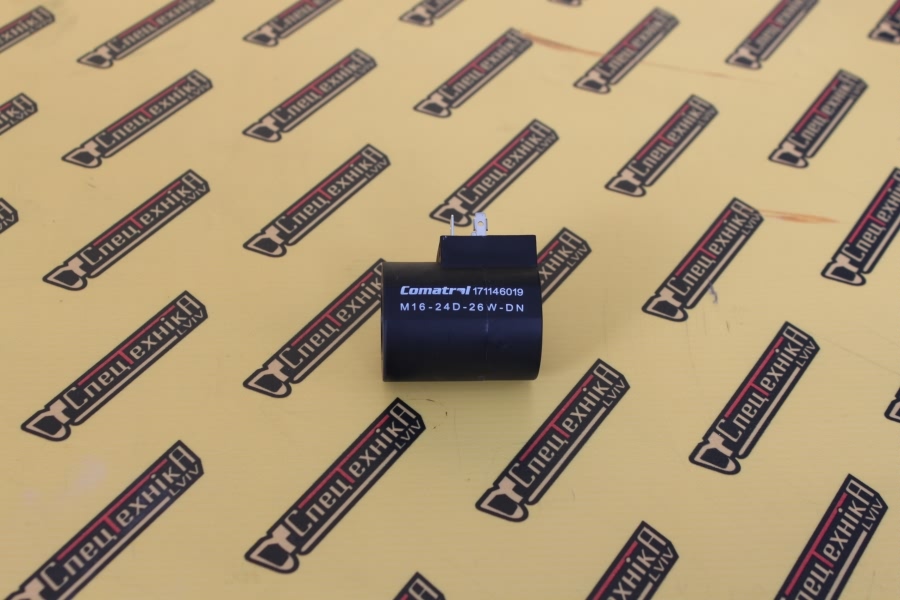 Comatrol 171146019
M16-24D-26W-DN
СпецТехнікА
LVIV